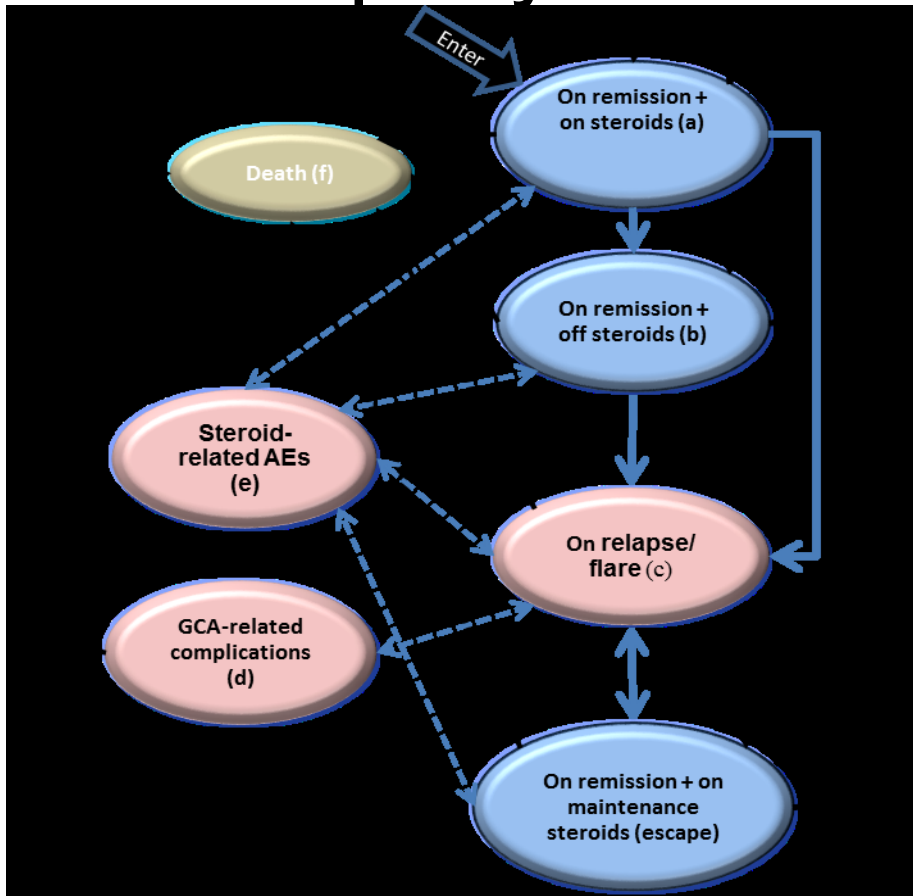 Enter
On remission +
on steroids (a)
Death (f)
On remission +
off steroids (b)
Steroid-
related AEs
(e)
On relapse/
flare (c)
GCA-related
complications
(d)
On remission + on
maintenance
steroids (escape)